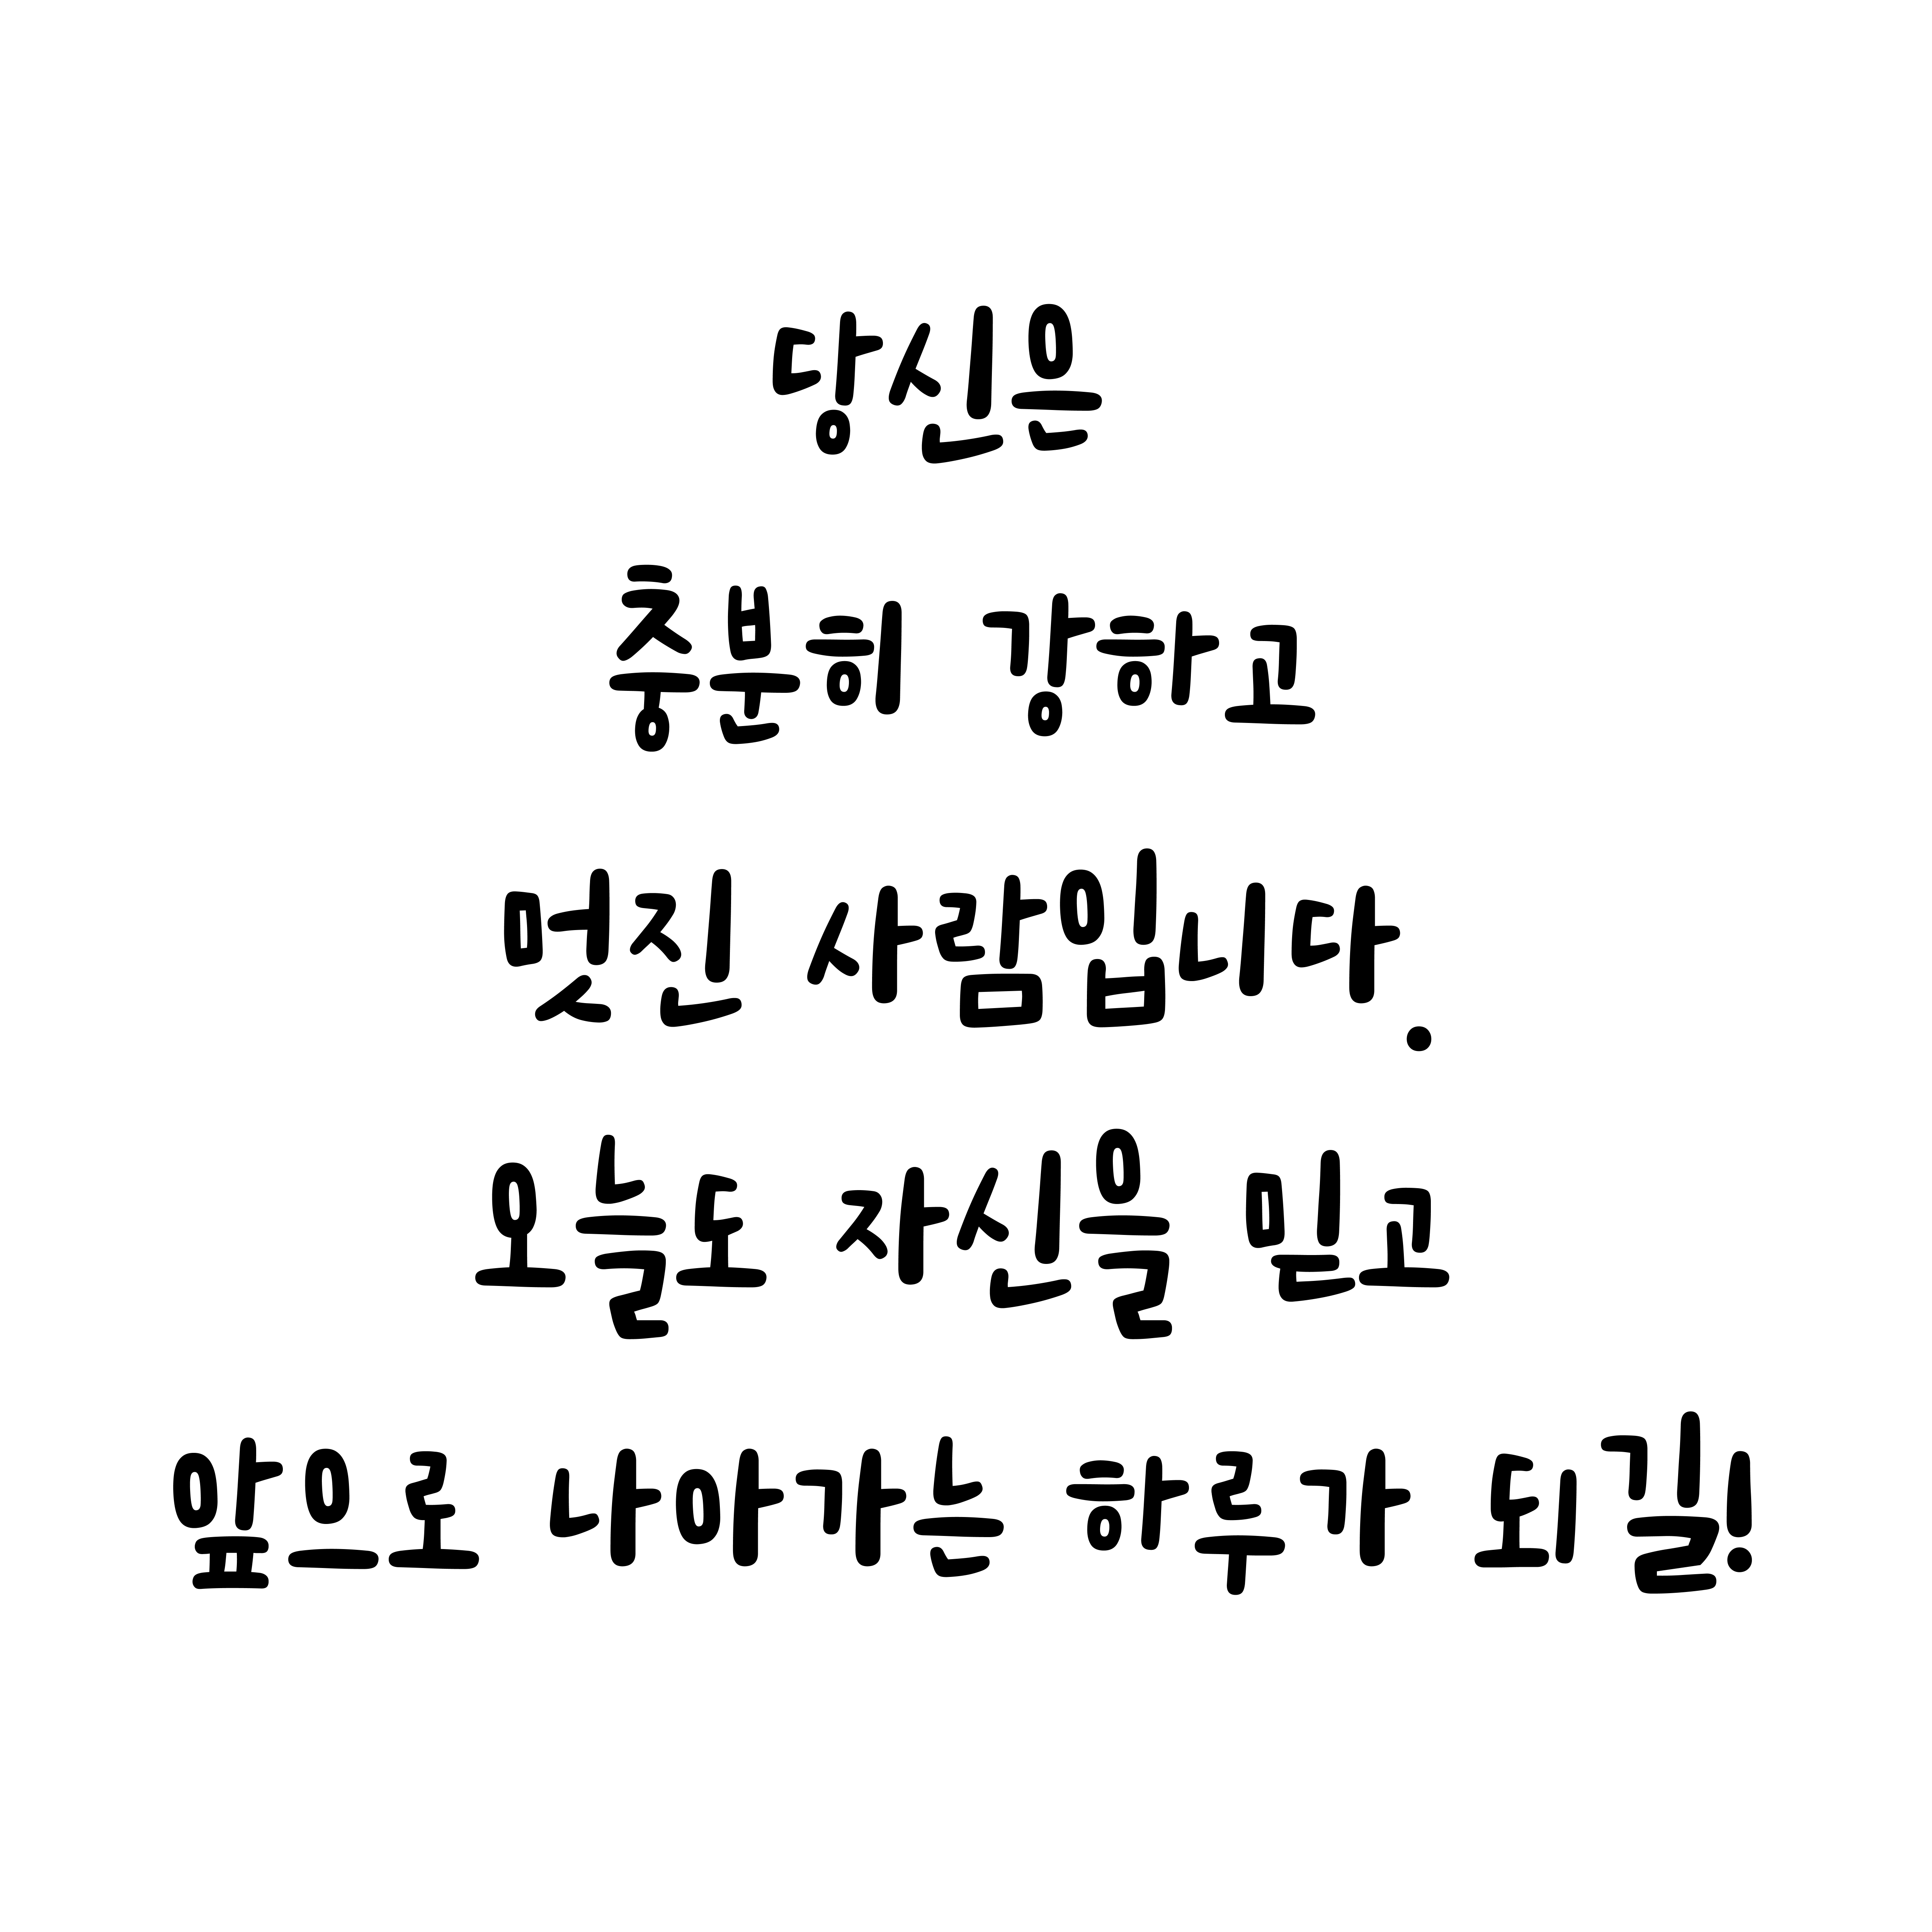 당신은
충분히 강하고
멋진 사람입니다.
오늘도 자신을 믿고
앞으로 나아가는 하루가 되길!